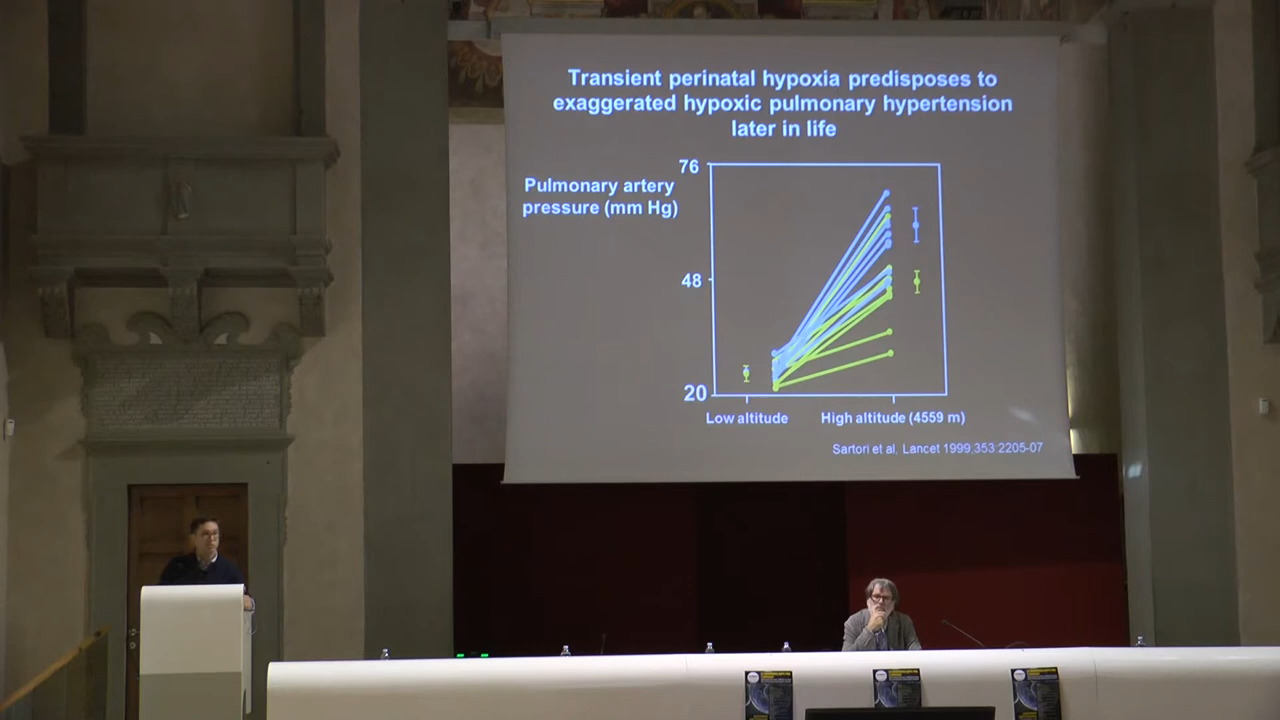 Transient perinatal hypoxia predisposes to
exaggerated hypoxic pulmonary hypertension
later in life
76
Pulmonary artery
pressure (mm Hg)
48
20
Low altitude
High altitude (4559 m)
Sartori et al, Lancet 1999;353:2205-07